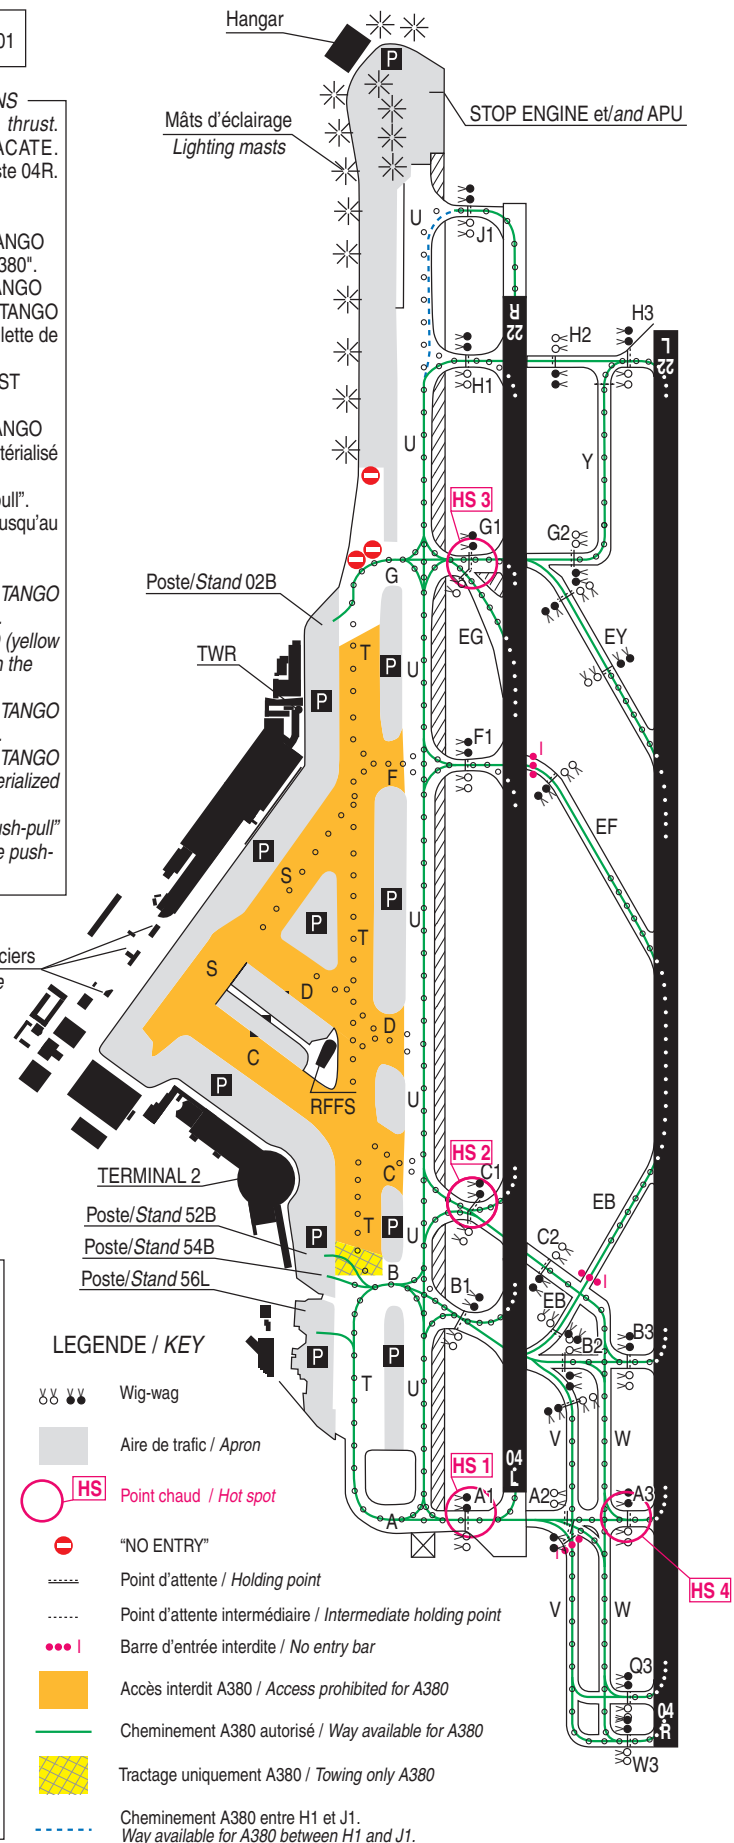 01
Hangar
P
NS
thrust.
ACATE.
ste 04R.
STOP ENGINE et/and APU
Mâts d'éclairage
Lighting masts
U
J1
ANGO
A380".
ANGO
TANGO
lette de
ST
ANGO
térialisé
pull".
usqu'au
TANGO
(yellow
n the
TANGO
TANGO
erialized
ush-pull"
e push-
22
R
H3
H2
22
L
H1
U
Y
HS 3
G1
G2
Poste/Stand 02B
G
EG
EY
TWR
T
P
U
P
F1
I
F
EF
P
S
P
P
U
T
ciers
e
S
D
D
C
P
RFFS
U
HS 2
C1
C
TERMINAL 2
EB
Poste/Stand 52B
P
T
P
U
C2
Poste/Stand 54B
B
I
Poste/Stand 56L
B1
EB
B2
B3
P
P
T
U
V
W
04
L
HS 1
A1
A2
A3
A
I
HS 4
V
W
Q3
04
R
W3
LEGENDE / KEY
Wig-wag
Aire de trafic / Apron
HS
Point chaud / Hot spot
“NO ENTRY”
Point d'attente / Holding point
Point d'attente intermédiaire / Intermediate holding point
I
Barre d'entrée interdite / No entry bar
Accès interdit A380 / Access prohibited for A380
Cheminement A380 autorisé / Way available for A380
Tractage uniquement A380 / Towing only A380
Cheminement A380 entre H1 et J1.
Way available for A380 between H1 and J1.